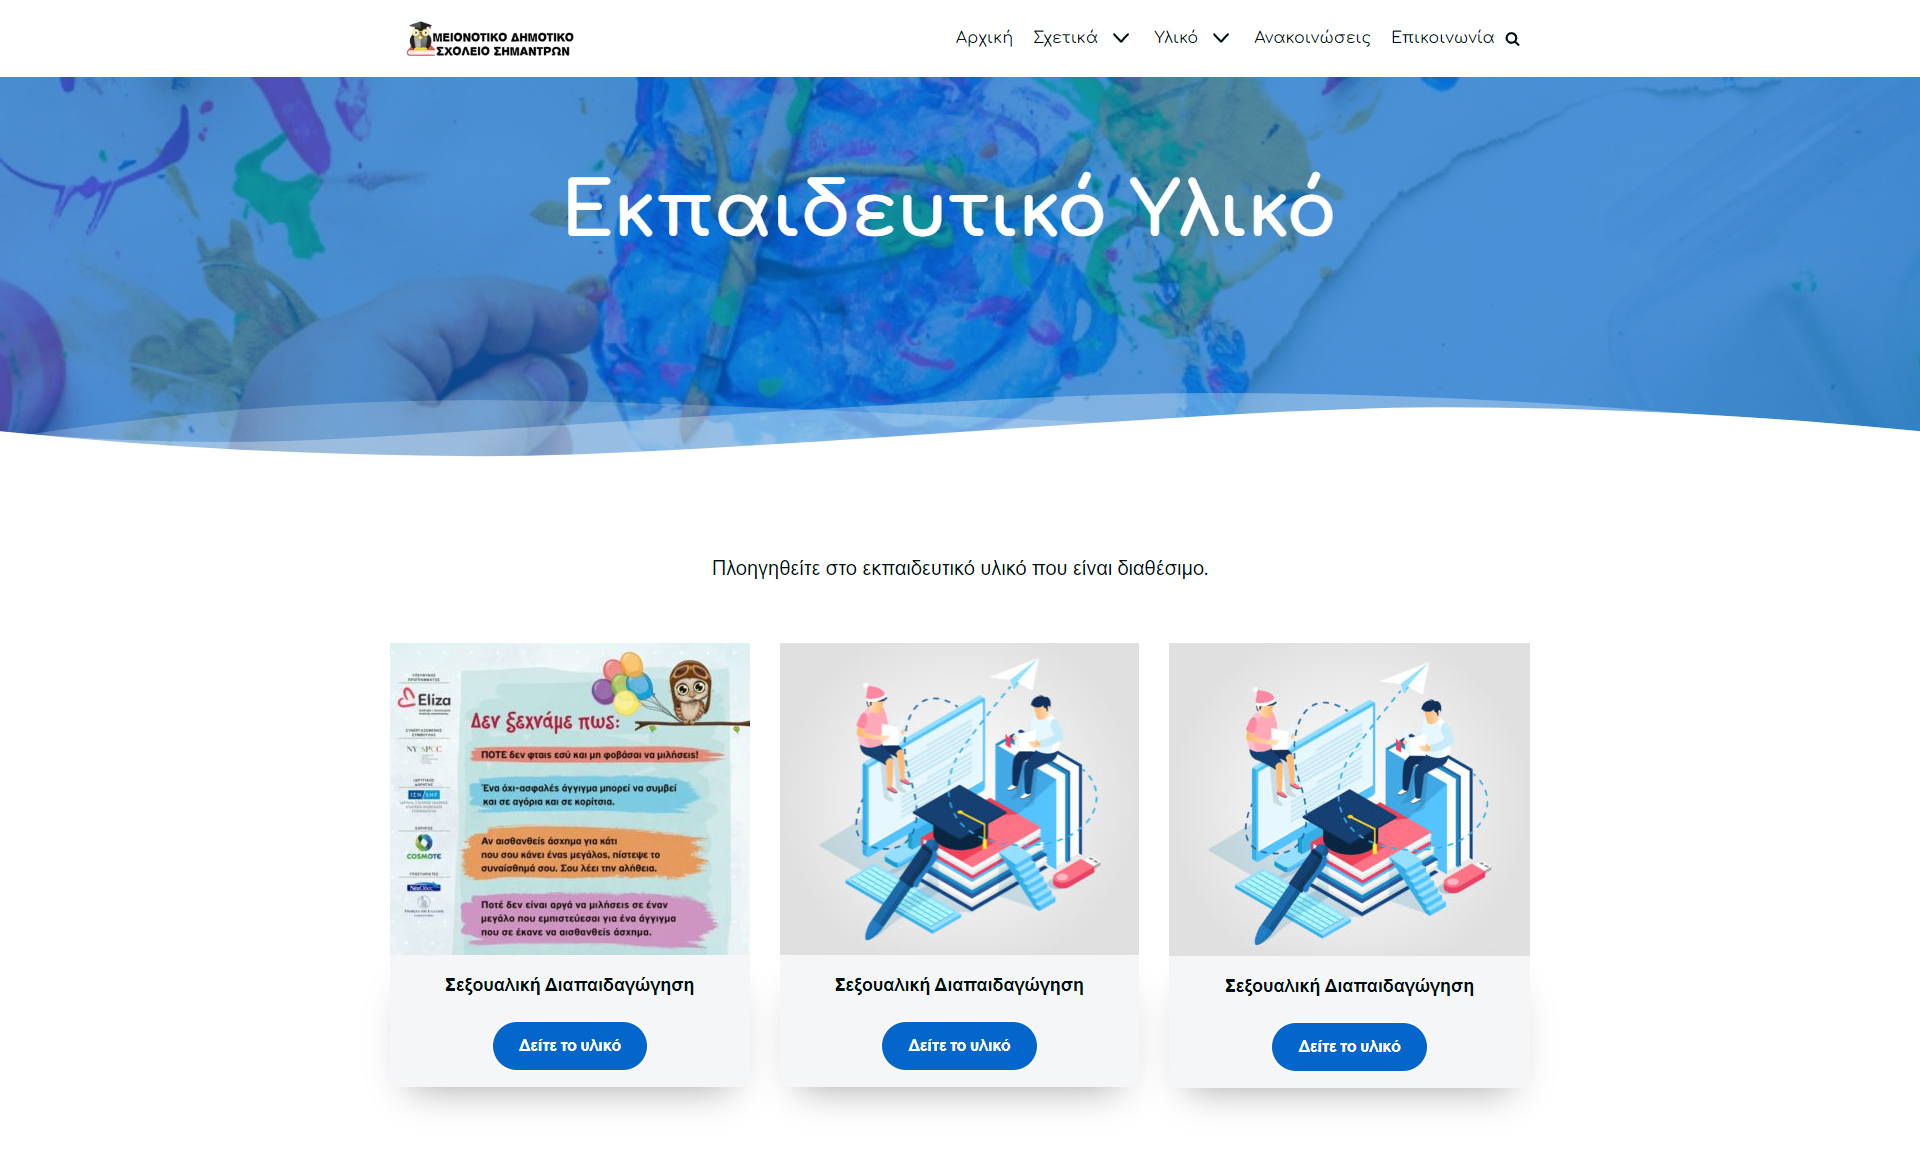 ΜΕΙΟΝΟΤΙΚΟ ΔΗΜΟΤΙΚΟ
ΣΧΟΛΕΙΟ ΣΗΜΑΝΤΡΩΝ
Αρχική Σχετικά Υλικό Ανακοινώσεις Επικοινωνία
Εκπαιδευτικό Υλικό
Πλοηγηθείτε στο εκπαιδευτικό υλικό που είναι διαθέσιμο.
Eliza
COSMOTE
Δεν ξεχνάμε πως:
ΠΟΤΕ δεν φταις εσύ και μη φοβάσαι να μιλήσεις!
Ένα όχι-ασφαλές άγγιγμα μπορεί να συμβεί
και σε αγόρια και σε κορίτσια.
Αν αισθανθείς άσχημα για κάτι
που σου κάνει ένας μεγάλος, πίστεψε το
συναίσθημά σου. Σου λέει την αλήθεια.
Ποτέ δεν είναι αργά να μιλήσεις σε έναν
μεγάλο που εμπιστεύεσαι για ένα άγγιγμα
που σε έκανε να αισθανθείς άσχημα.
Σεξουαλική Διαπαιδαγώγηση
Δείτε το υλικό
Σεξουαλική Διαπαιδαγώγηση
Δείτε το υλικό
Σεξουαλική Διαπαιδαγώγηση
Δείτε το υλικό